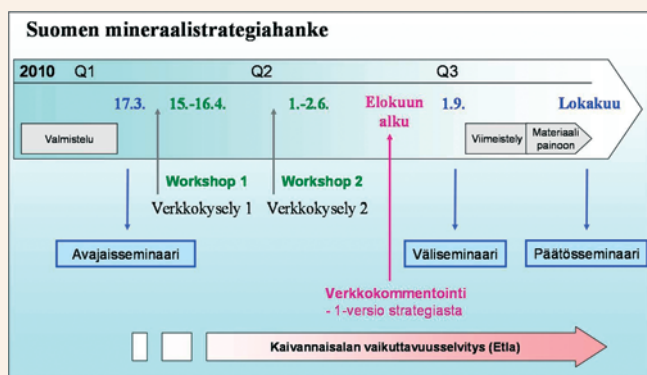 Suomen mineraalistrategiahanke
2010 Q1 Q2 Q3
17.3. 15.-16.4. 1.-2.6. Elokuun alku 1.9. Lokakuu
Valmistelu
Viimeistely
Materiaali
painoon
Workshop 1
Verkkokysely 1
Workshop 2
Verkkokysely 2
Avajaisseminaari
Väliseminaari
Päätösseminaari
Verkkokommentointi
- 1-versio strategiasta
Kaivannaisalan vaikuttavuusselvitys (Etla)